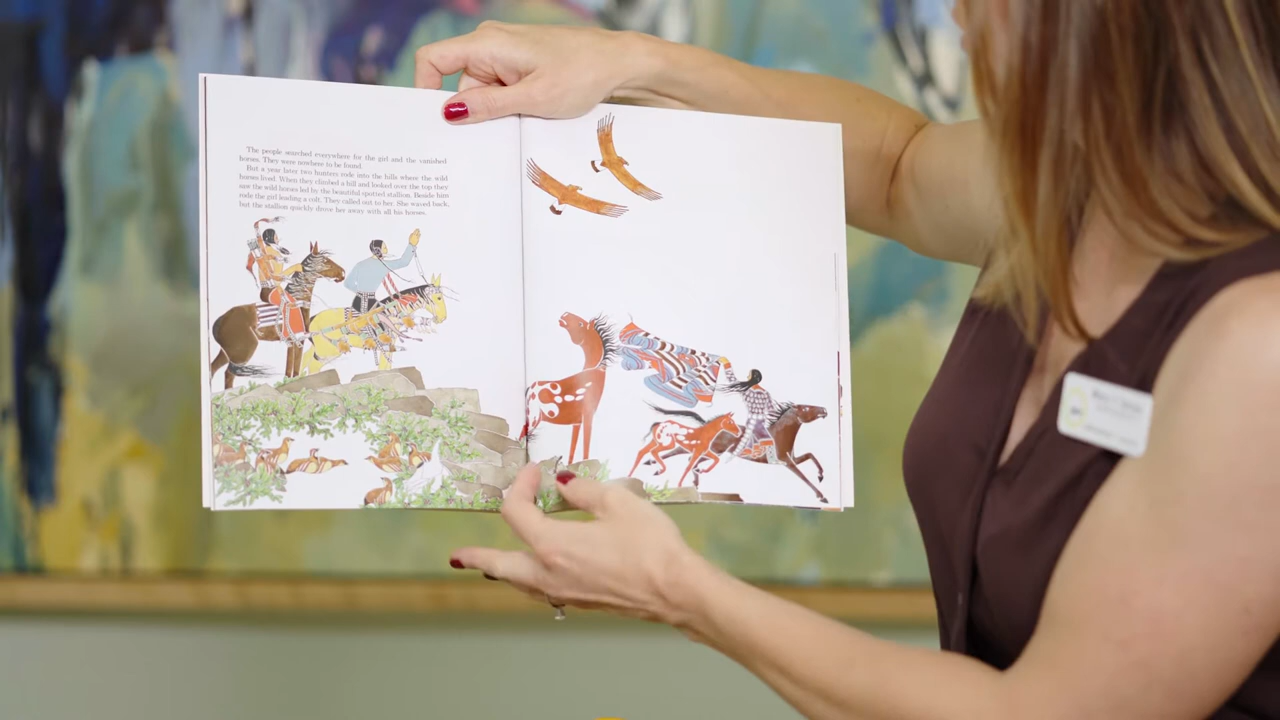 The people searched everywhere for the girl and the vanished
horses. They were nowhere to be found.
But a year later two hunters rode into the hills where the wild
horses lived. When they climbed a hill and looked over the top they
saw the wild horses led by the beautiful spotted stallion. Beside him
rode the girl leading a colt. They called out to her. She waved back,
but the stallion quickly drove her away with all his horses.